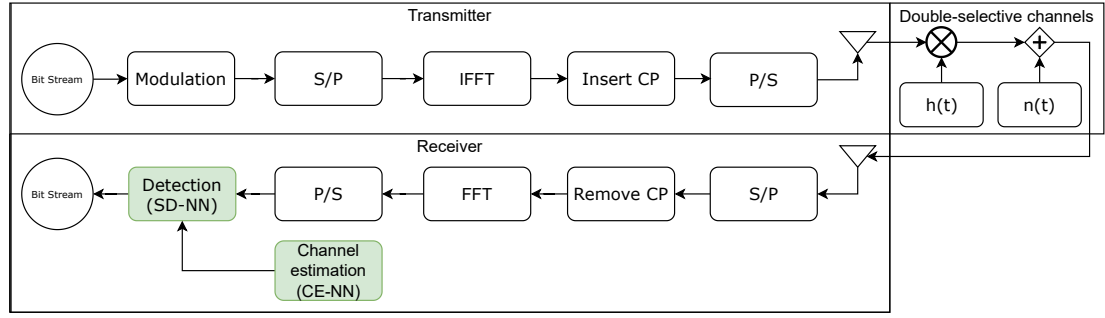 Transmitter
Double-selective channels
Bit Stream
Modulation
S/P
IFFT
Insert CP
P/S
h(t)
n(t)
Receiver
Bit Stream
Detection
(SD-NN)
P/S
FFT
Remove CP
S/P
Channel
estimation
(CE-NN)